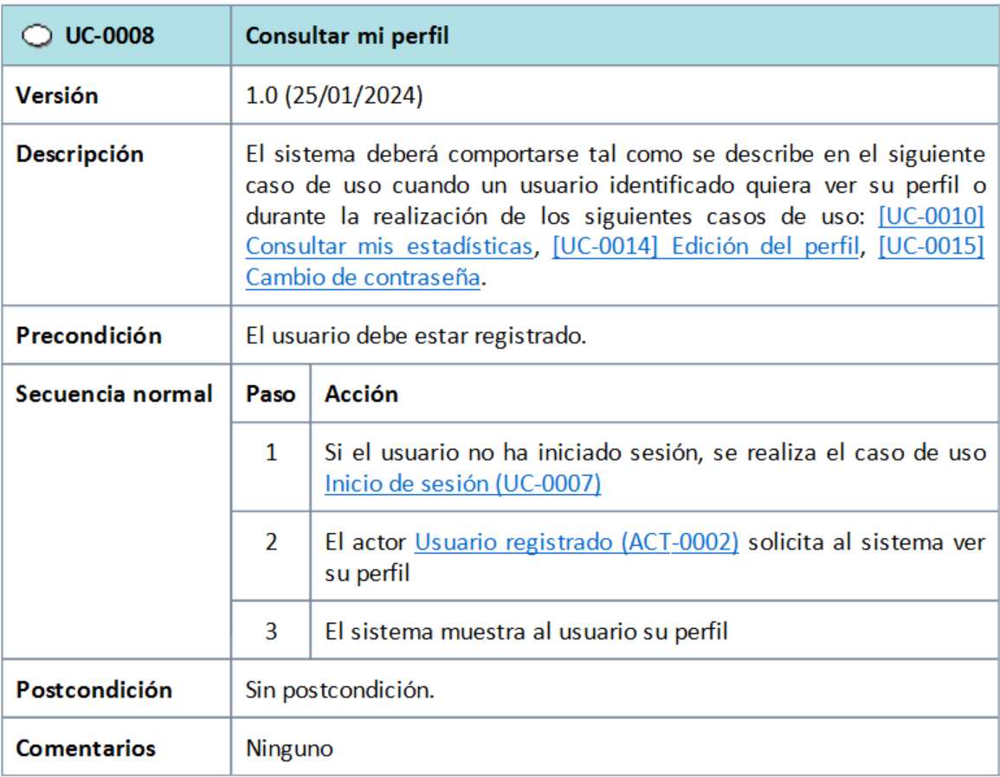 UC-0008 Consultar mi perfil
Versión 1.0 (25/01/2024)
Descripción El sistema deberá comportarse tal como se describe en el siguiente
caso de uso cuando un usuario identificado quiera ver su perfil o
durante la realización de los siguientes casos de uso: [UC-0010]
Consultar mis estadísticas, [UC-0014] Edición del perfil, [UC-0015]
Cambio de contraseña.
Precondición El usuario debe estar registrado.
Secuencia normal Paso Acción
1 Si el usuario no ha iniciado sesión, se realiza el caso de uso
Inicio de sesión (UC-0007)
2 El actor Usuario registrado (ACT-0002) solicita al sistema ver
su perfil
3 El sistema muestra al usuario su perfil
Postcondición Sin postcondición.
Comentarios Ninguno